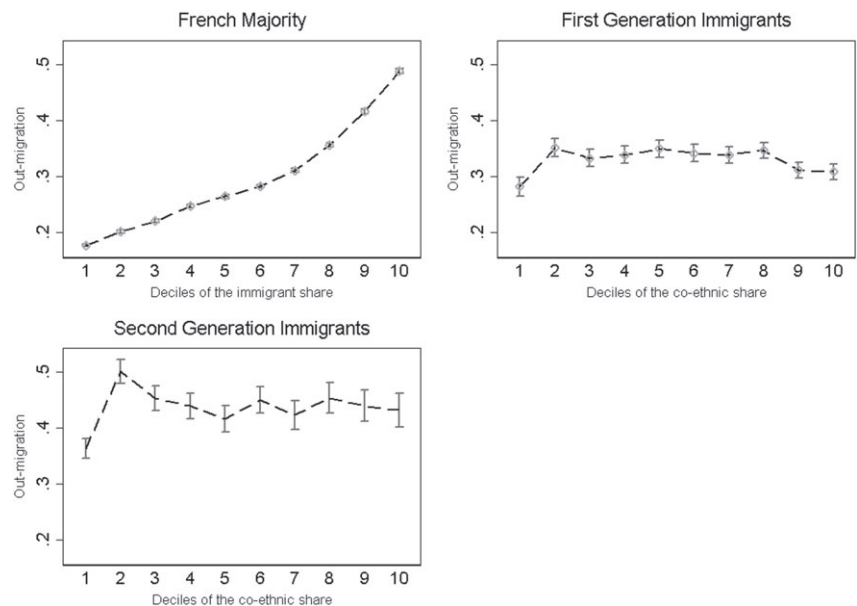 French Majority
Out-migration
.5
.4
.3
.2
1 2 3 4 5 6 7 8 9 10
Deciles of the immigrant share
First Generation Immigrants
Out-migration
.5
.4
.3
.2
1 2 3 4 5 6 7 8 9 10
Deciles of the co-ethnic share
Second Generation Immigrants
Out-migration
.5
.4
.3
.2
1 2 3 4 5 6 7 8 9 10
Deciles of the co-ethnic share